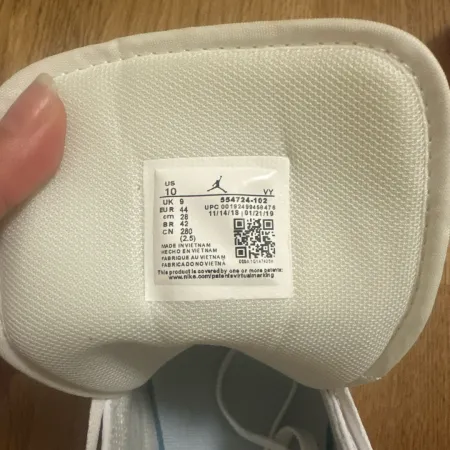 US
10 VY
UK 9 554724-102
EUR 44 UPC 00192499459476
cm 28 11/14/18 | 01/21/19
BR 42
CN 280
(2.5)
MADE IN VIETNAM
HECHO EN VIETNAM
FABRIQUE AU VIETNAM
FABRICADO NO VIETNA
This product is covered by one or more patents:
www.nike.com/patentsvirtualmarking